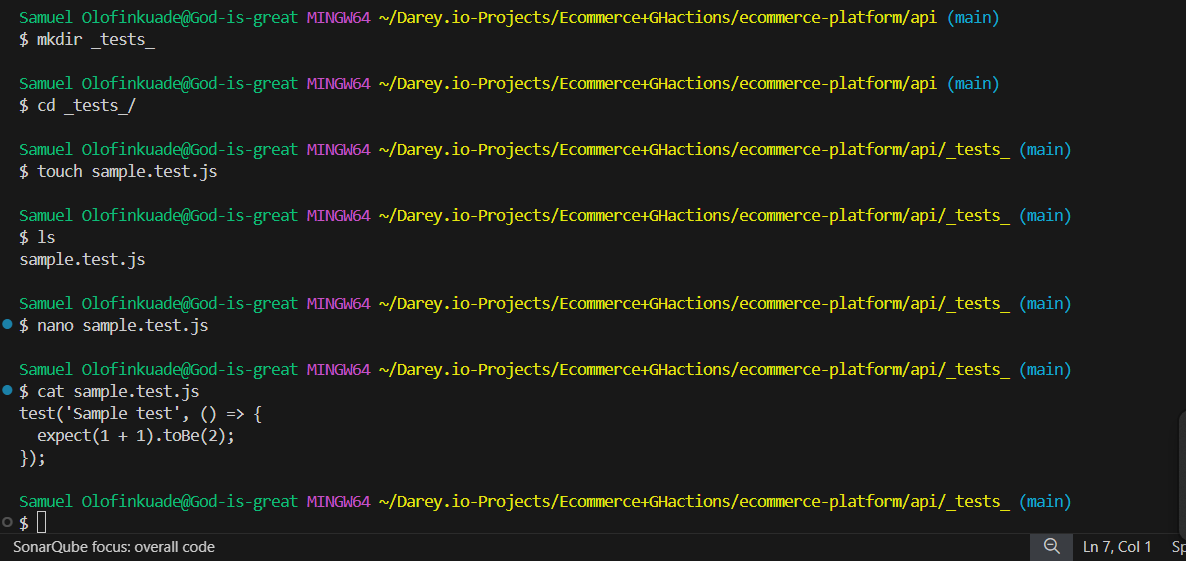 Samuel Olofinkuade@God-is-great MINGW64 ~/Darey.io-Projects/Ecommerce+GHactions/ecommerce-platform/api (main)
$ mkdir _tests_
Samuel Olofinkuade@God-is-great MINGW64 ~/Darey.io-Projects/Ecommerce+GHactions/ecommerce-platform/api (main)
$ cd _tests_/
Samuel Olofinkuade@God-is-great MINGW64 ~/Darey.io-Projects/Ecommerce+GHactions/ecommerce-platform/api/_tests_ (main)
$ touch sample.test.js
Samuel Olofinkuade@God-is-great MINGW64 ~/Darey.io-Projects/Ecommerce+GHactions/ecommerce-platform/api/_tests_ (main)
$ ls
sample.test.js
Samuel Olofinkuade@God-is-great MINGW64 ~/Darey.io-Projects/Ecommerce+GHactions/ecommerce-platform/api/_tests_ (main)
$ nano sample.test.js
Samuel Olofinkuade@God-is-great MINGW64 ~/Darey.io-Projects/Ecommerce+GHactions/ecommerce-platform/api/_tests_ (main)
$ cat sample.test.js
test('Sample test', () => {
  expect(1 + 1).toBe(2);
});
Samuel Olofinkuade@God-is-great MINGW64 ~/Darey.io-Projects/Ecommerce+GHactions/ecommerce-platform/api/_tests_ (main)
$
SonarQube focus: overall code Ln 7, Col 1